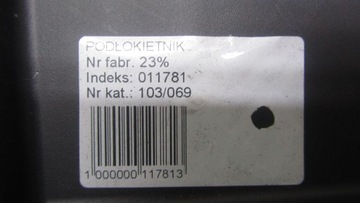 PODŁOKIETNIK
Nr fabr. 23%
Indeks: 011781
Nr kat.: 103/069
1 000000 117813